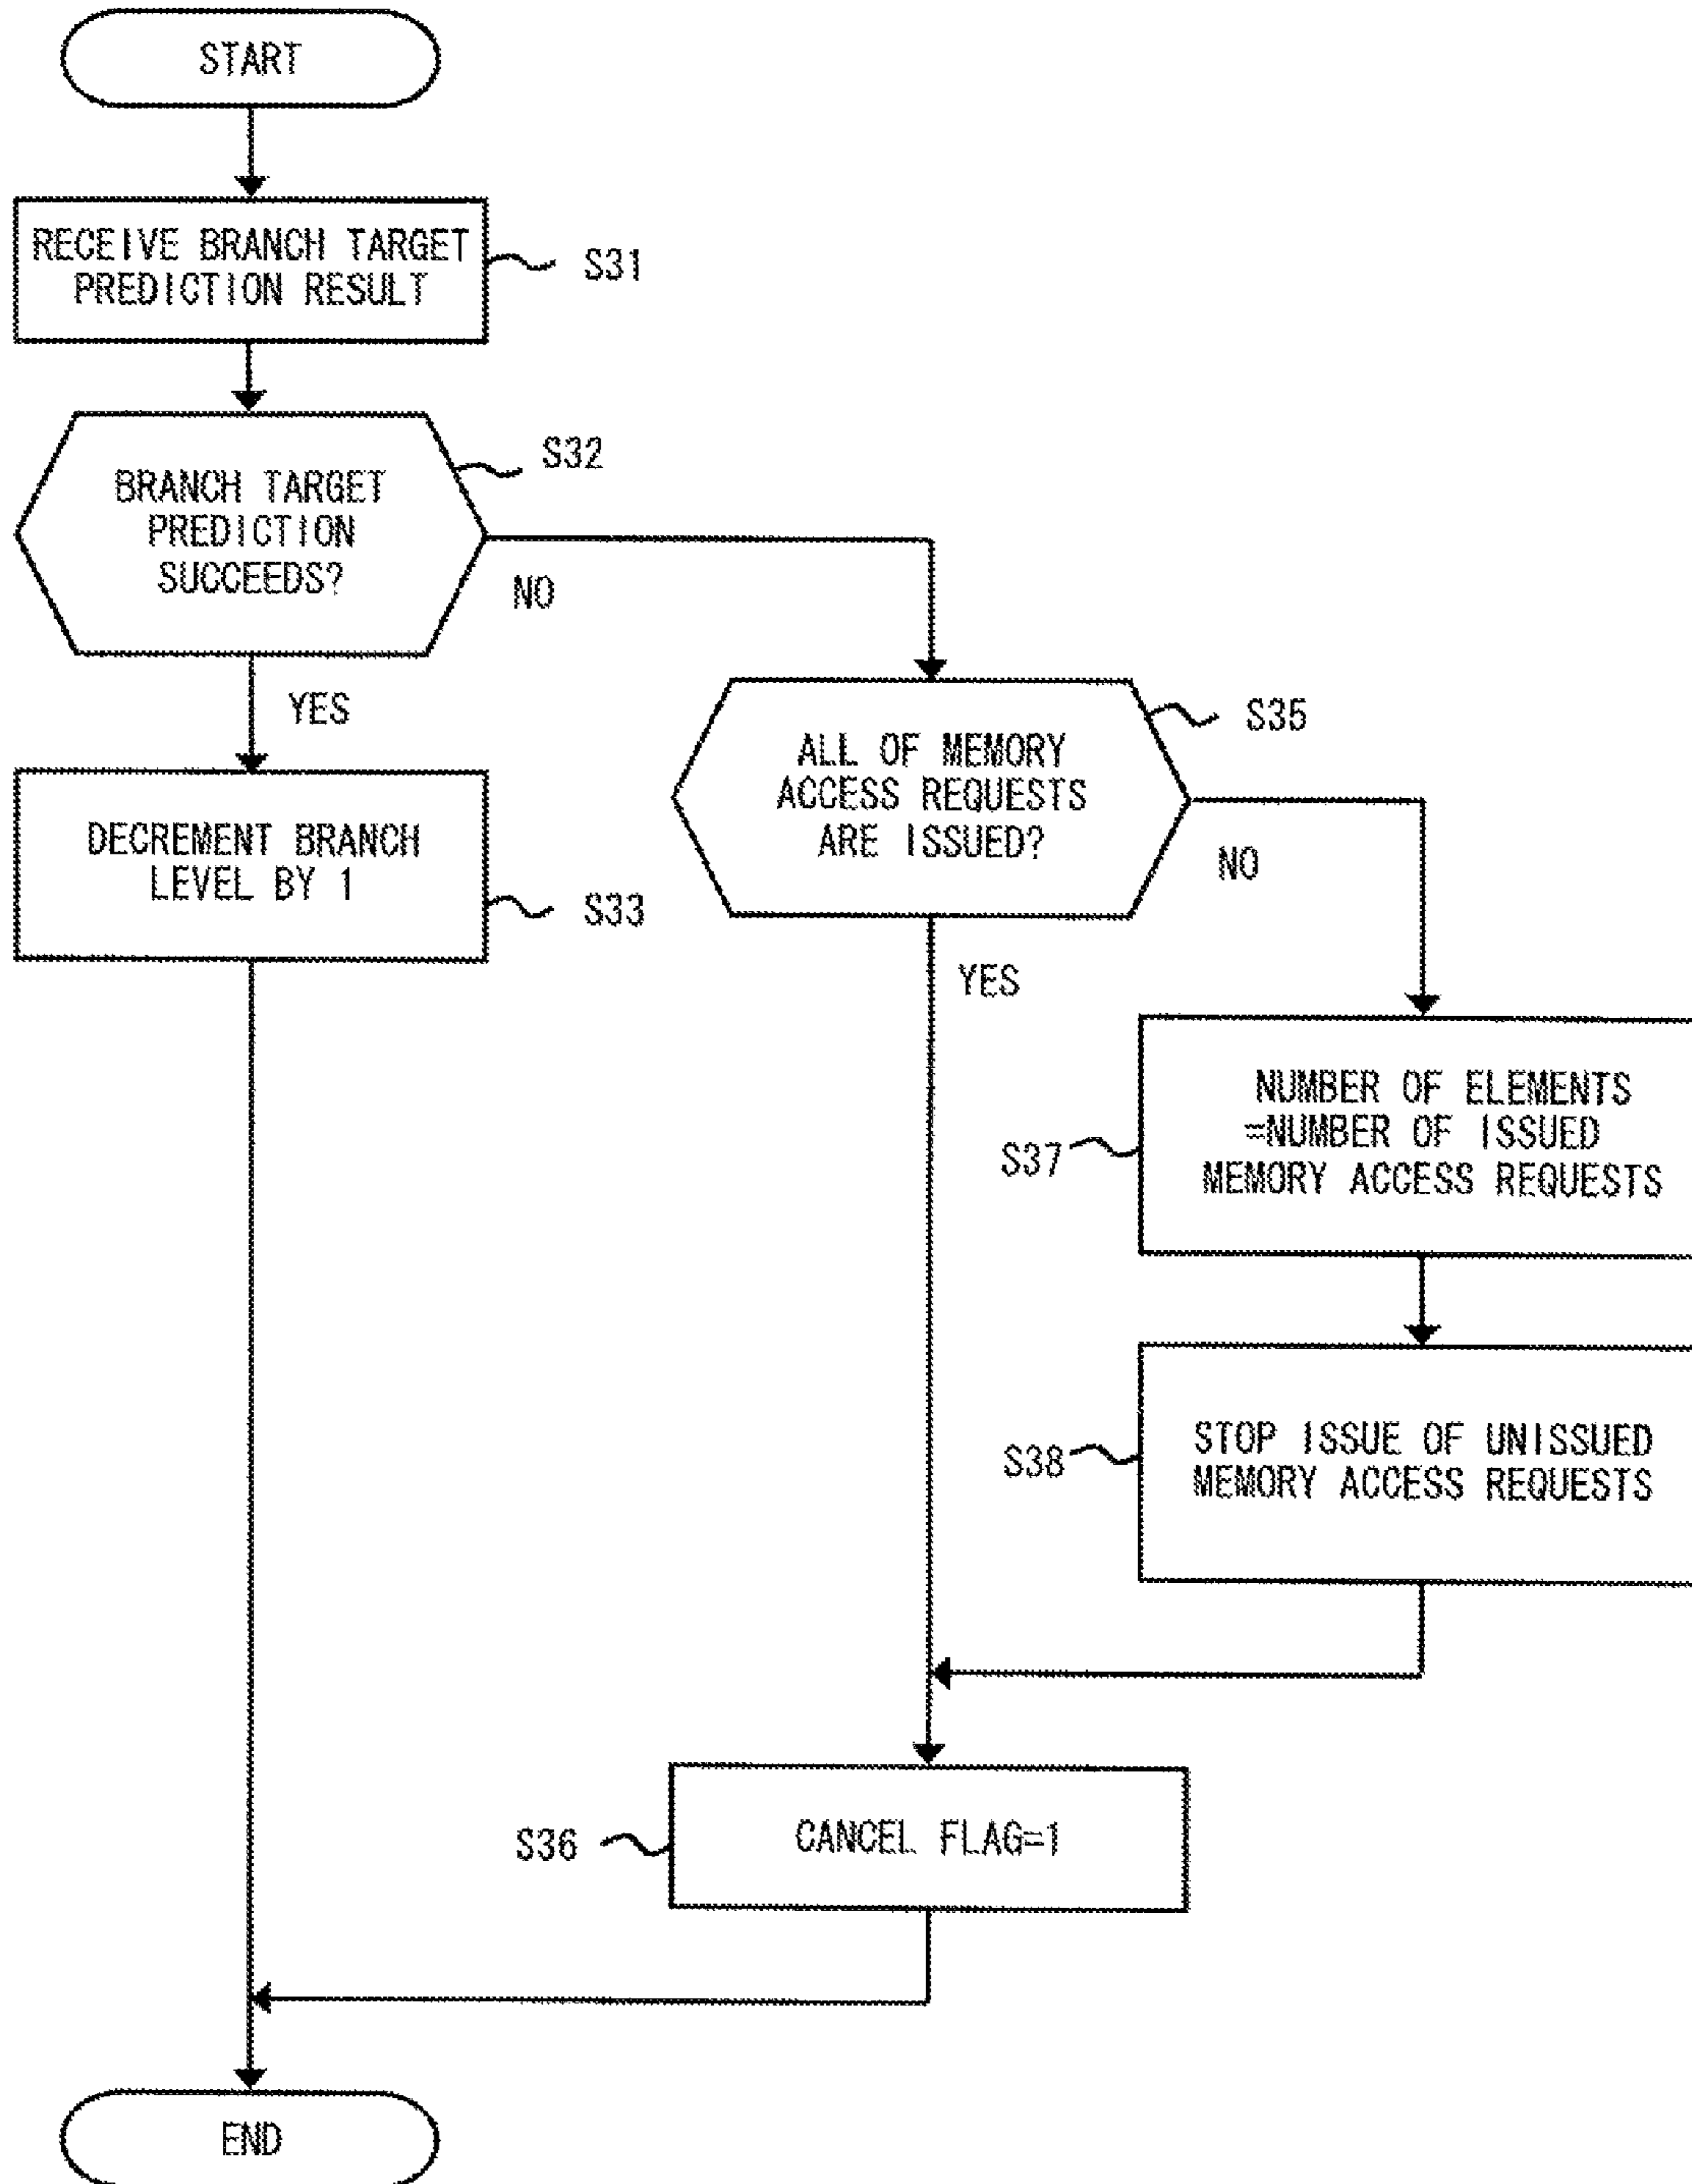 START
RECEIVE BRANCH TARGET
PREDICTION RESULT
S31
BRANCH TARGET
PREDICTION
SUCCEEDS?
S32
NO
YES
DECREMENT BRANCH
LEVEL BY 1
S33
ALL OF MEMORY
ACCESS REQUESTS
ARE ISSUED?
S35
NO
YES
NUMBER OF ELEMENTS
=NUMBER OF ISSUED
MEMORY ACCESS REQUESTS
S37
STOP ISSUE OF UNISSUED
MEMORY ACCESS REQUESTS
S38
CANCEL FLAG=1
S36
END